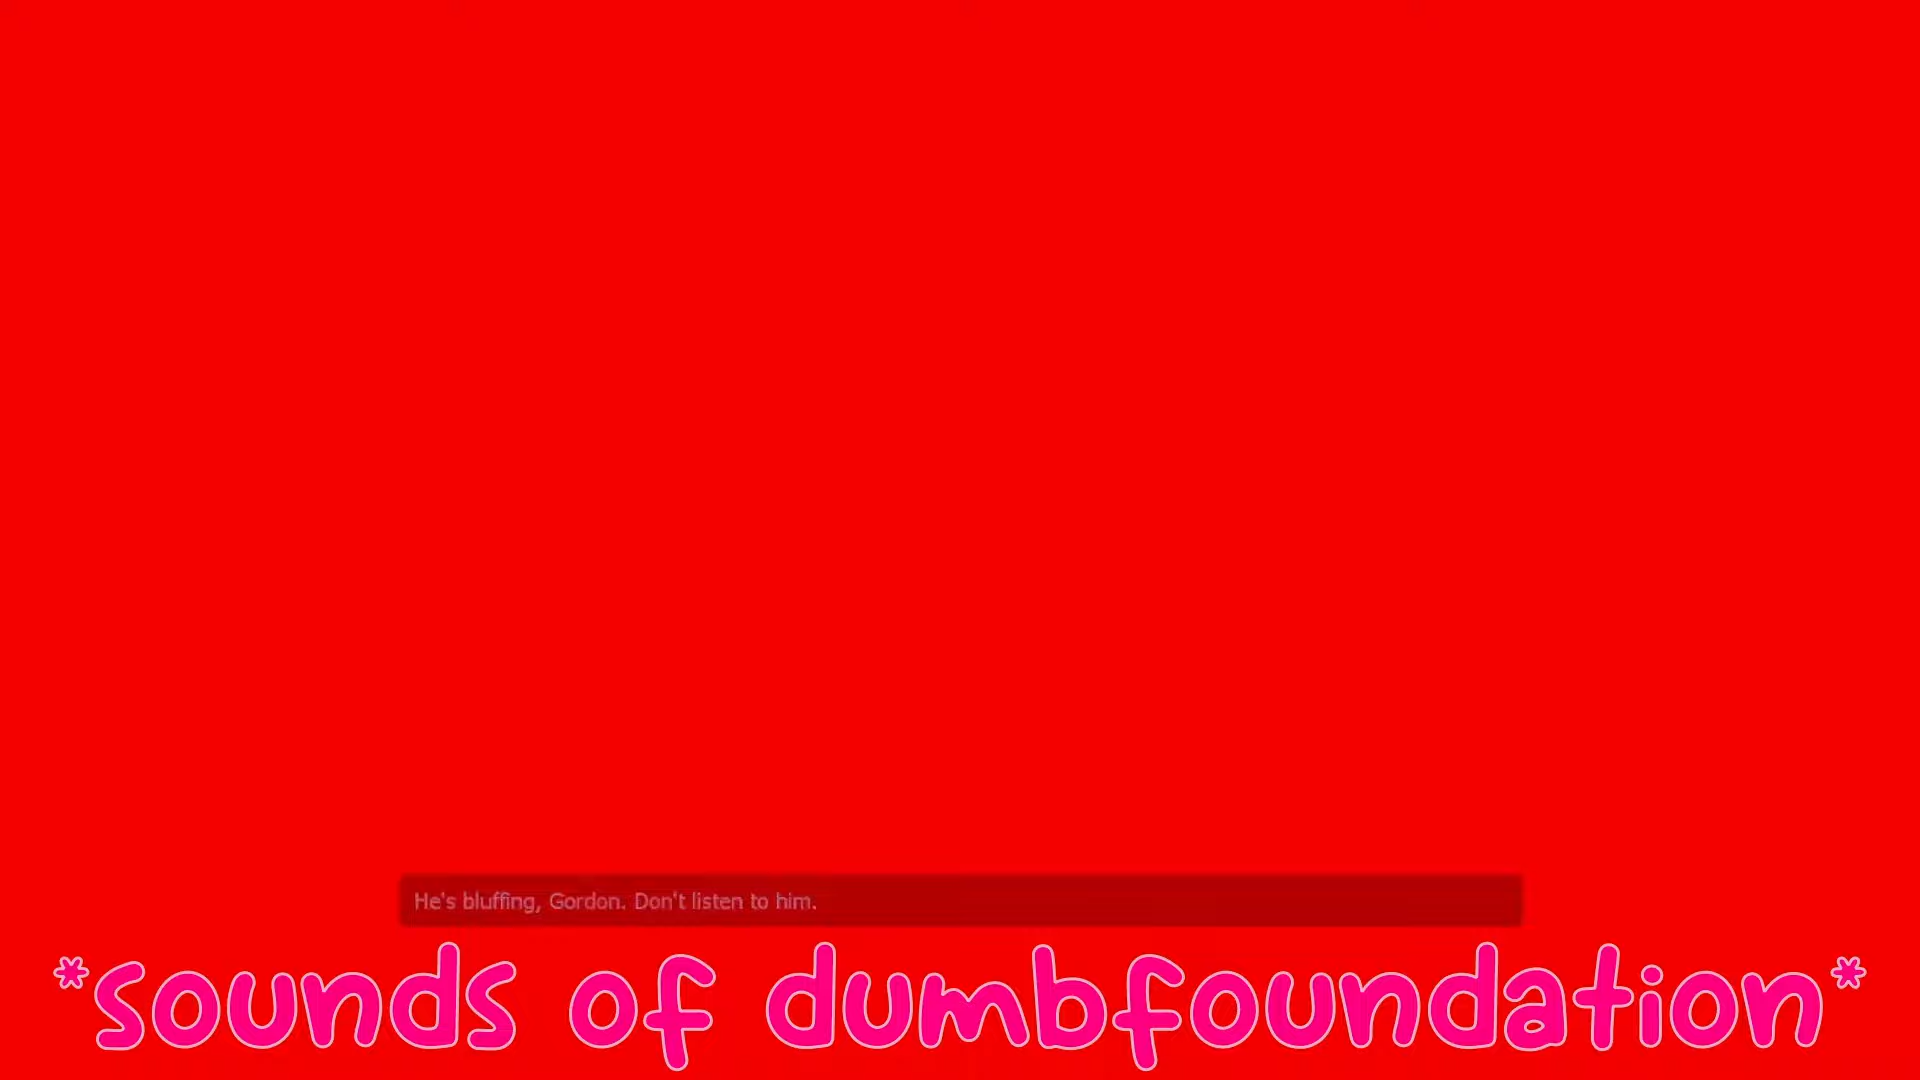 He's bluffing, Gordon. Don't listen to him.
*sounds of dumbfoundation*